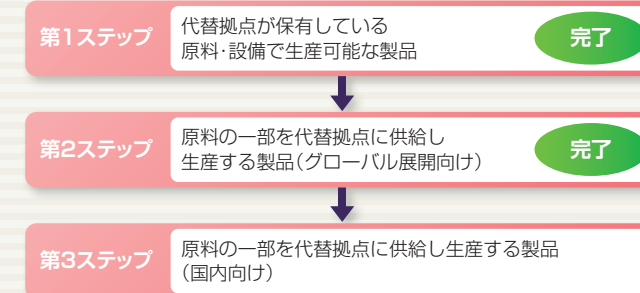 第1ステップ
代替拠点が保有している
原料・設備で生産可能な製品
完了
第2ステップ
原料の一部を代替拠点に供給し
生産する製品（グローバル展開向け）
完了
第3ステップ
原料の一部を代替拠点に供給し生産する製品
（国内向け）